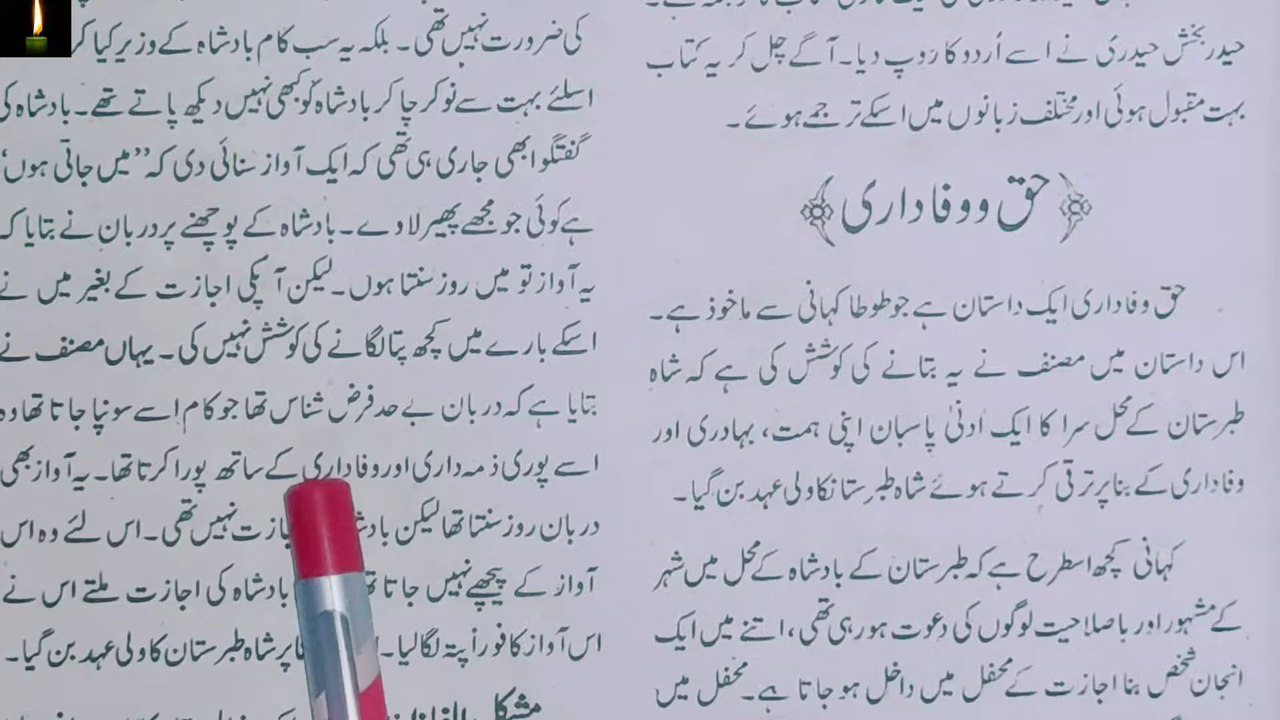 حیدر بخش حیدری نے اسے اُردو کا رَوپ دیا۔ آگے چل کر یہ کتاب
بہت مقبول ہوئی اور مختلف زبانوں میں اسکے ترجمے ہوئے۔
حق و وفاداری
حق وفاداری ایک داستان ہے جو طوطا کہانی سے ماخوذ ہے۔
اس داستان میں مصنف نے یہ بتانے کی کوشش کی ہے کہ شاہِ
طبرستان کے محل سرا کا ایک ادنیٰ پاسبان اپنی ہمت، بہادری اور
وفاداری کے بنا پر ترقی کرتے ہوئے شاہ طبرستانکا ولی عہد بن گیا۔
کہانی کچھ اسطرح ہے کہ طبرستان کے بادشاہ کے محل میں شہر
کے مشہور اور باصلاحیت لوگوں کی دعوت ہورہی تھی، اتنے میں ایک
انجان شخص بنا اجازت کے محفل میں داخل ہو جاتا ہے۔ محفل میں
کی ضرورت نہیں تھی۔ بلکہ یہ سب کام بادشاہ کے وزیر کیا
اسلئے بہت سے نوکر چاکر بادشاہ کو کبھی نہیں دیکھ پاتے تھے۔ بادشاہ کی
گفتگو ابھی جاری ہی تھی کہ ایک آواز سنائی دی کہ ”میں جاتی ہوں‘
ہے کوئی جو مجھے پھیر لاوے۔ بادشاہ کے پوچھنے پر دربان نے بتایا کہ
یہ آواز تو میں روز سنتا ہوں۔ لیکن آپکی اجازت کے بغیر میں نے
اسکے بارے میں کچھ پتا لگانے کی کوشش نہیں کی۔ یہاں مصنف نے
بتایا ہے کہ دربان بے حد فرض شناس تھا جو کام اسے سونپا جاتا تھا وہ
اسے پوری ذمہ داری اور وفاداری کے ساتھ پورا کرتا تھا۔ یہ آواز بھی
دربان روز سنتا تھا لیکن نہیں تھی۔ اس لئے وہ اس
آواز کے پیچھے نہیں جاتا بادشاہ کی اجازت ملتے اس نے
اس آواز کا فوراً پتہ لگالیا۔ پر شاہ طبرستان کا ولی عہد بن گیا۔
مشکل